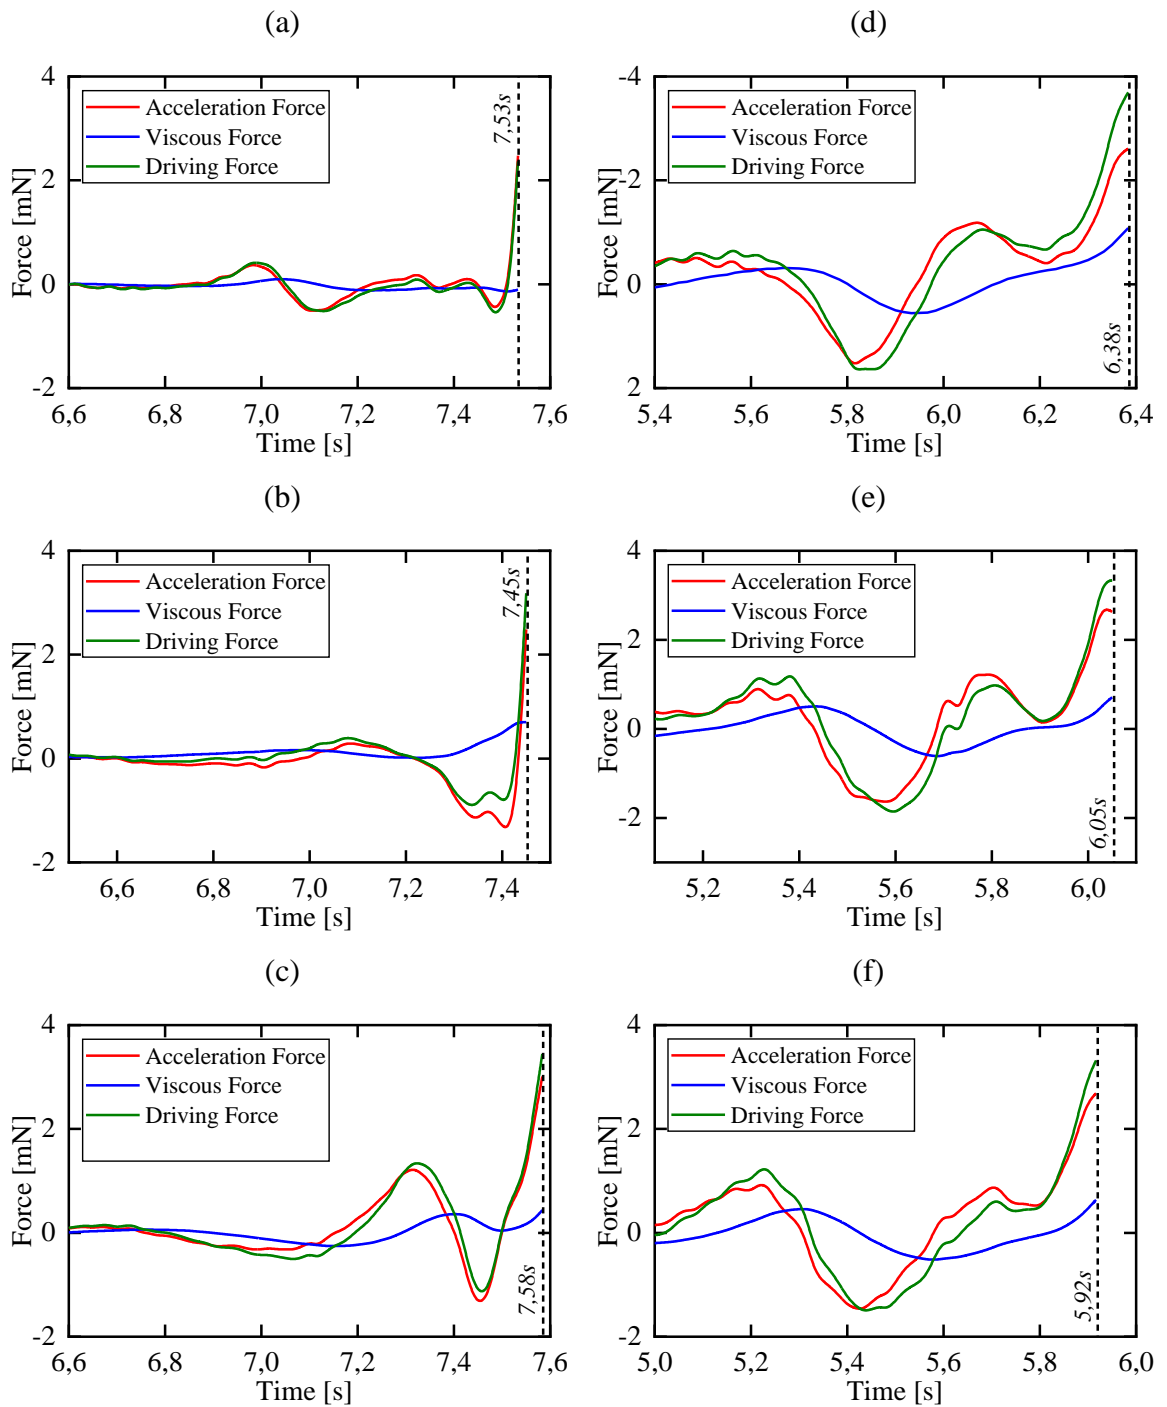 (a)
4
2
0
-2
Force [mN]
Acceleration Force
Viscous Force
Driving Force
7,53s
6,6
7,0
7,2
7,4
7,6
Time [s]
(d)
-4
-2
0
2
Force [mN]
Acceleration Force
Viscous Force
Driving Force
6,38s
5,4
5,6
5,8
6,0
6,2
6,4
Time [s]
(b)
4
2
0
-2
Force [mN]
Acceleration Force
Viscous Force
Driving Force
7,45s
6,6
6,8
7,0
7,2
7,4
Time [s]
(e)
4
2
0
-2
Force [mN]
Acceleration Force
Viscous Force
Driving Force
6,05s
5,2
5,4
5,6
5,8
6,0
Time [s]
(c)
4
2
0
-2
Force [mN]
Acceleration Force
Viscous Force
Driving Force
7,58s
6,6
6,8
7,0
7,2
7,4
7,6
Time [s]
(f)
4
2
0
-2
Force [mN]
Acceleration Force
Viscous Force
Driving Force
5,92s
5,0
5,2
5,4
5,6
5,8
6,0
Time [s]